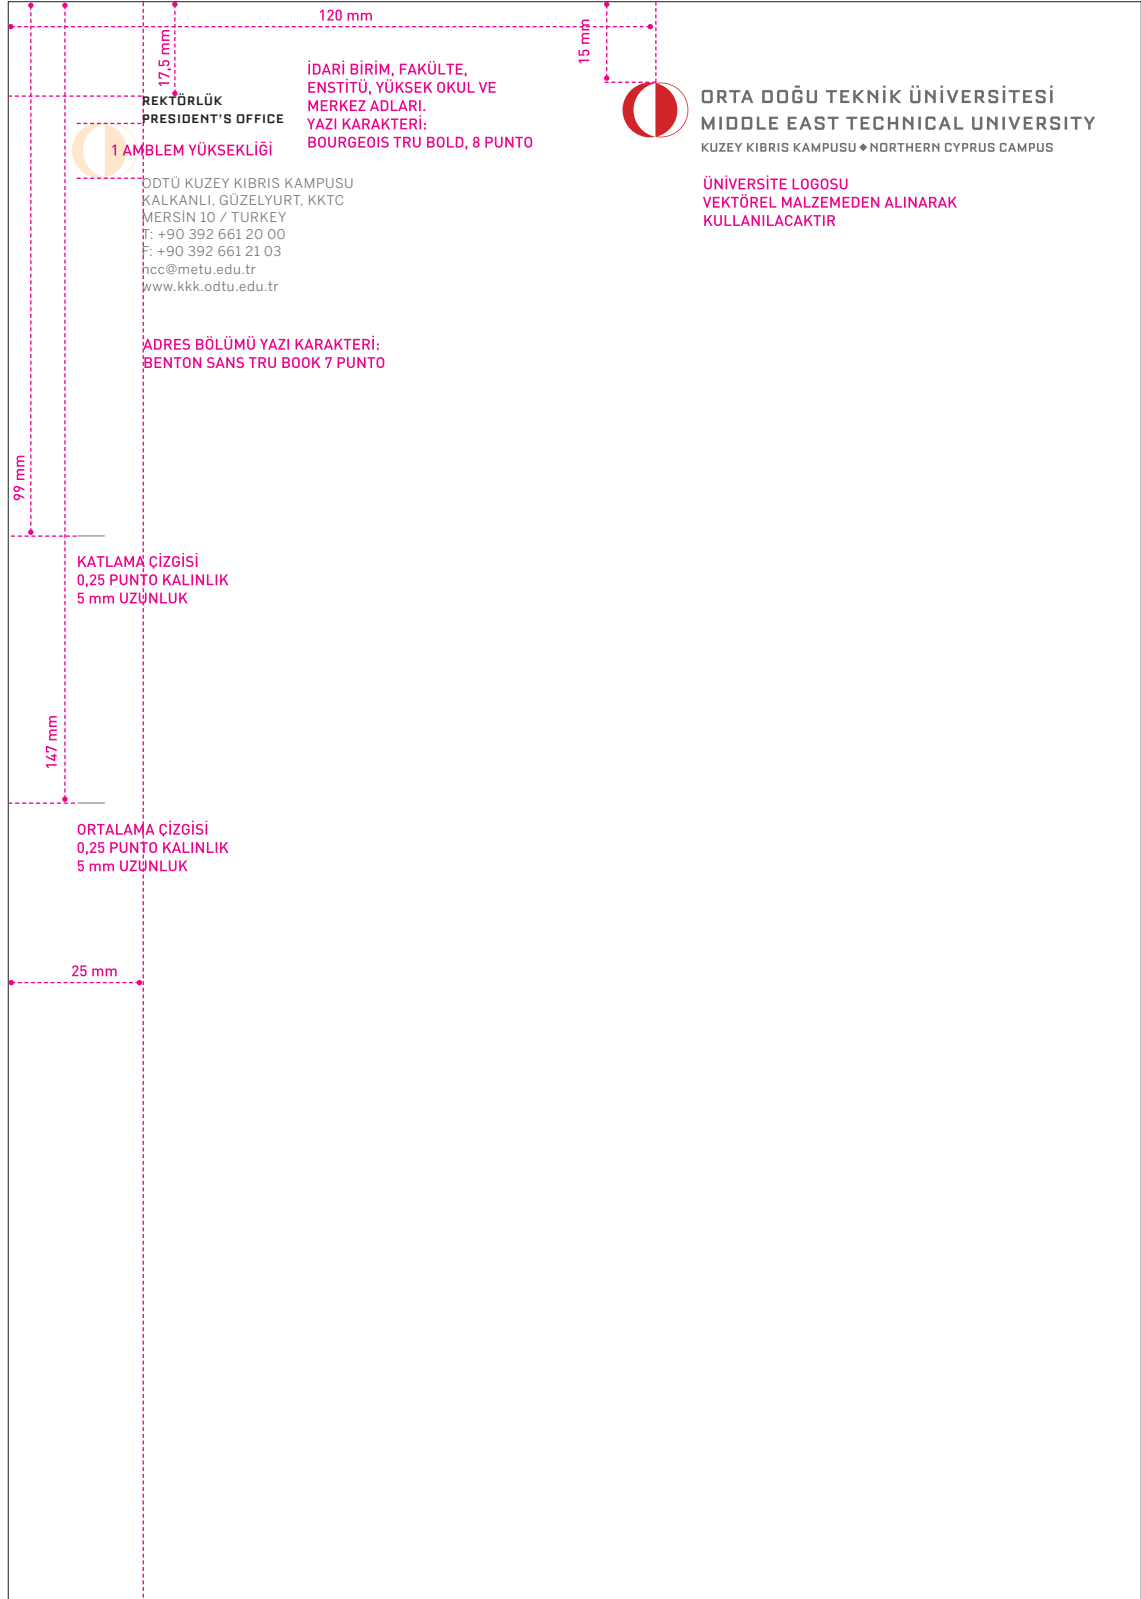 120 mm
15 mm
17,5 mm
İDARİ BİRİM, FAKÜLTE,
ENSTİTÜ, YÜKSEK OKUL VE
MERKEZ ADLARI.
YAZI KARAKTERİ:
BOURGEOIS TRU BOLD, 8 PUNTO
REKTÖRLÜK
PRESIDENT'S OFFICE
1 AMBLEM YÜKSEKLİĞİ
ORTA DOĞU TEKNİK ÜNİVERSİTESİ
MIDDLE EAST TECHNICAL UNIVERSITY
KUZEY KIBRIS KAMPUSU ◆ NORTHERN CYPRUS CAMPUS
ÜNİVERSİTE LOGOSU
VEKTÖREL MALZEMEDEN ALINARAK
KULLANILACAKTIR
ODTÜ KUZEY KIBRIS KAMPUSU
KALKANLI, GÜZELYURT, KKTC
MERSİN 10 / TURKEY
T: +90 392 661 20 00
F: +90 392 661 21 03
ncc@metu.edu.tr
www.kkk.odtu.edu.tr
ADRES BÖLÜMÜ YAZI KARAKTERİ:
BENTON SANS TRU BOOK 7 PUNTO
99 mm
KATLAMA ÇİZGİSİ
0,25 PUNTO KALINLIK
5 mm UZUNLUK
147 mm
ORTALAMA ÇİZGİSİ
0,25 PUNTO KALINLIK
5 mm UZUNLUK
25 mm